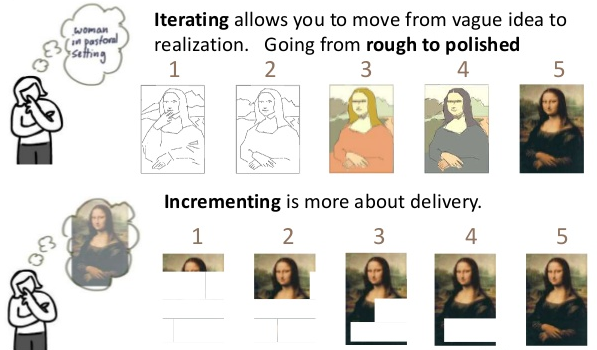 woman
in pastoral
setting
Iterating allows you to move from vague idea to
realization. Going from rough to polished
1 2 3 4 5
Incrementing is more about delivery.
1 2 3 4 5